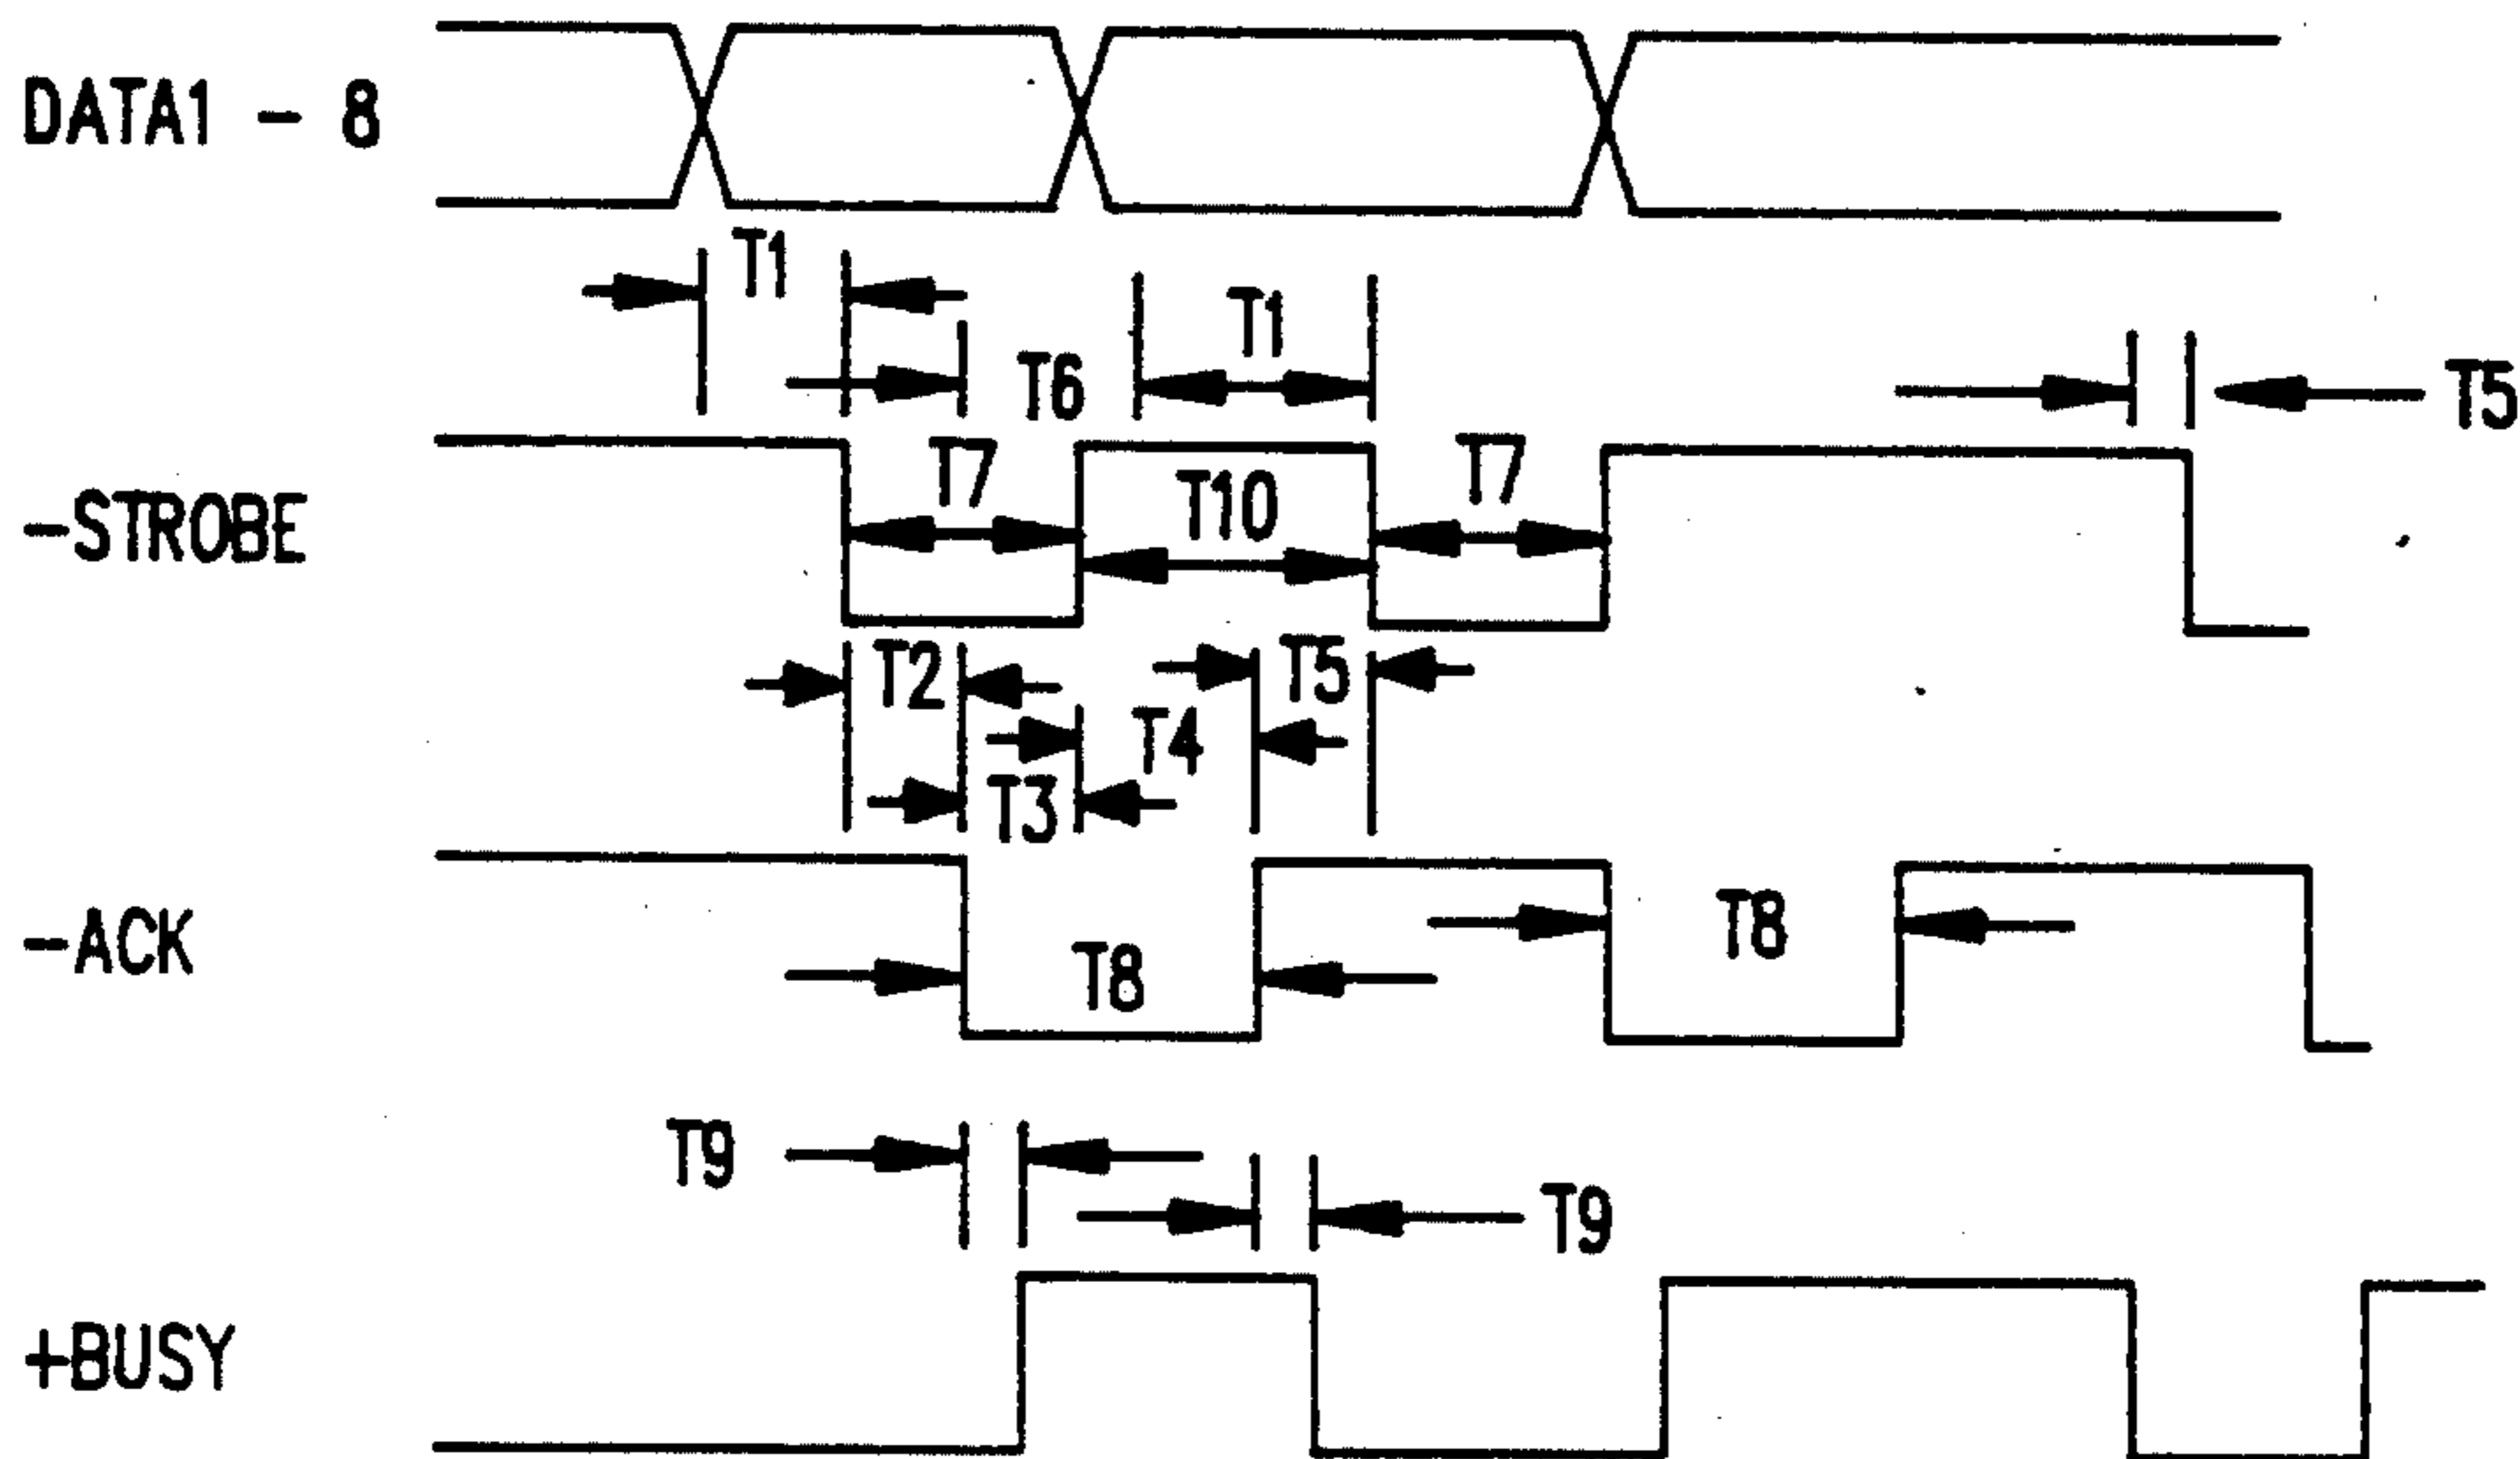 DATA1 - 8
T1
T1
T6
T5
-STROBE
T7
T10
T7
T2
T5
T4
T3
-ACK
T8
T8
T9
T9
+BUSY